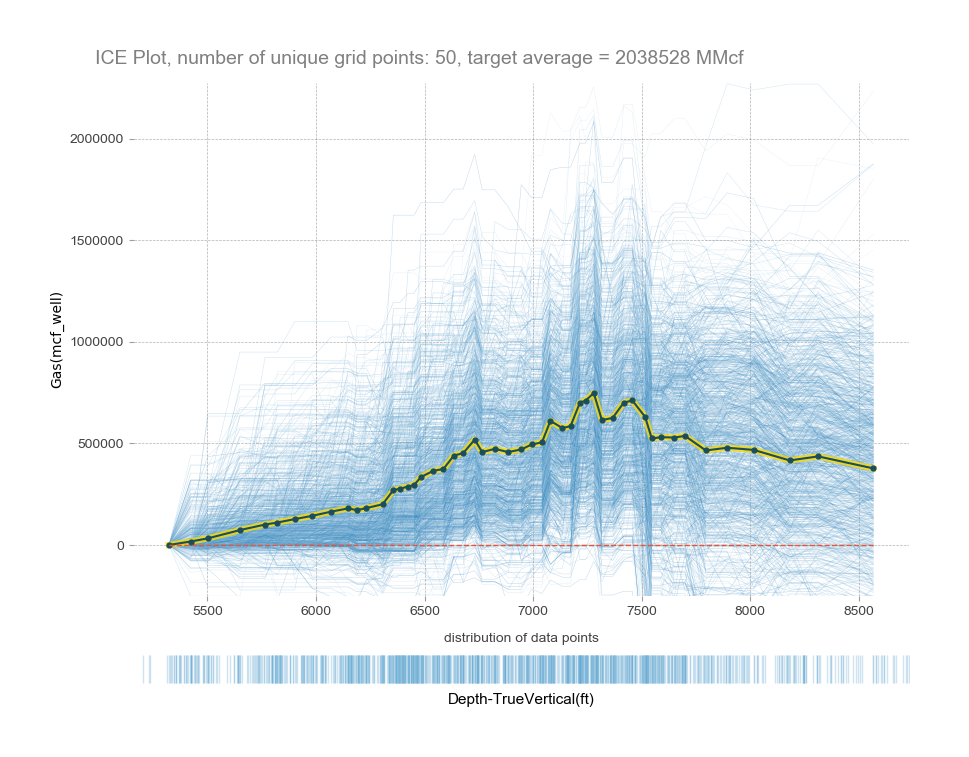 ICE Plot, number of unique grid points: 50, target average = 2038528 MMcf
2000000
1500000
1000000
500000
0
Gas(mcf_well)
5500 6000 6500 7000 7500 8000 8500
distribution of data points
Depth-TrueVertical(ft)